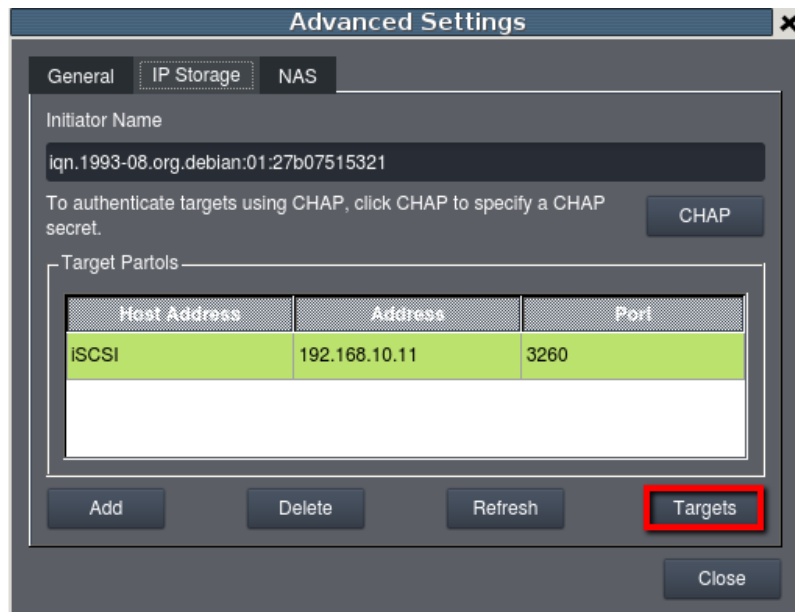 Advanced Settings
General IP Storage NAS
Initiator Name
iqn.1993-08.org.debian:01:27b07515321
To authenticate targets using CHAP, click CHAP to specify a CHAP
secret.
CHAP
Target Partols
Host Address Address Port
iSCSI 192.168.10.11 3260
Add Delete Refresh Targets
Close